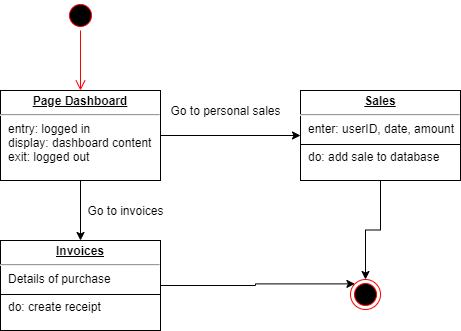 Page Dashboard
entry: logged in
display: dashboard content
exit: logged out
Go to personal sales
Sales
enter: userID, date, amount
do: add sale to database
Go to invoices
Invoices
Details of purchase
do: create receipt